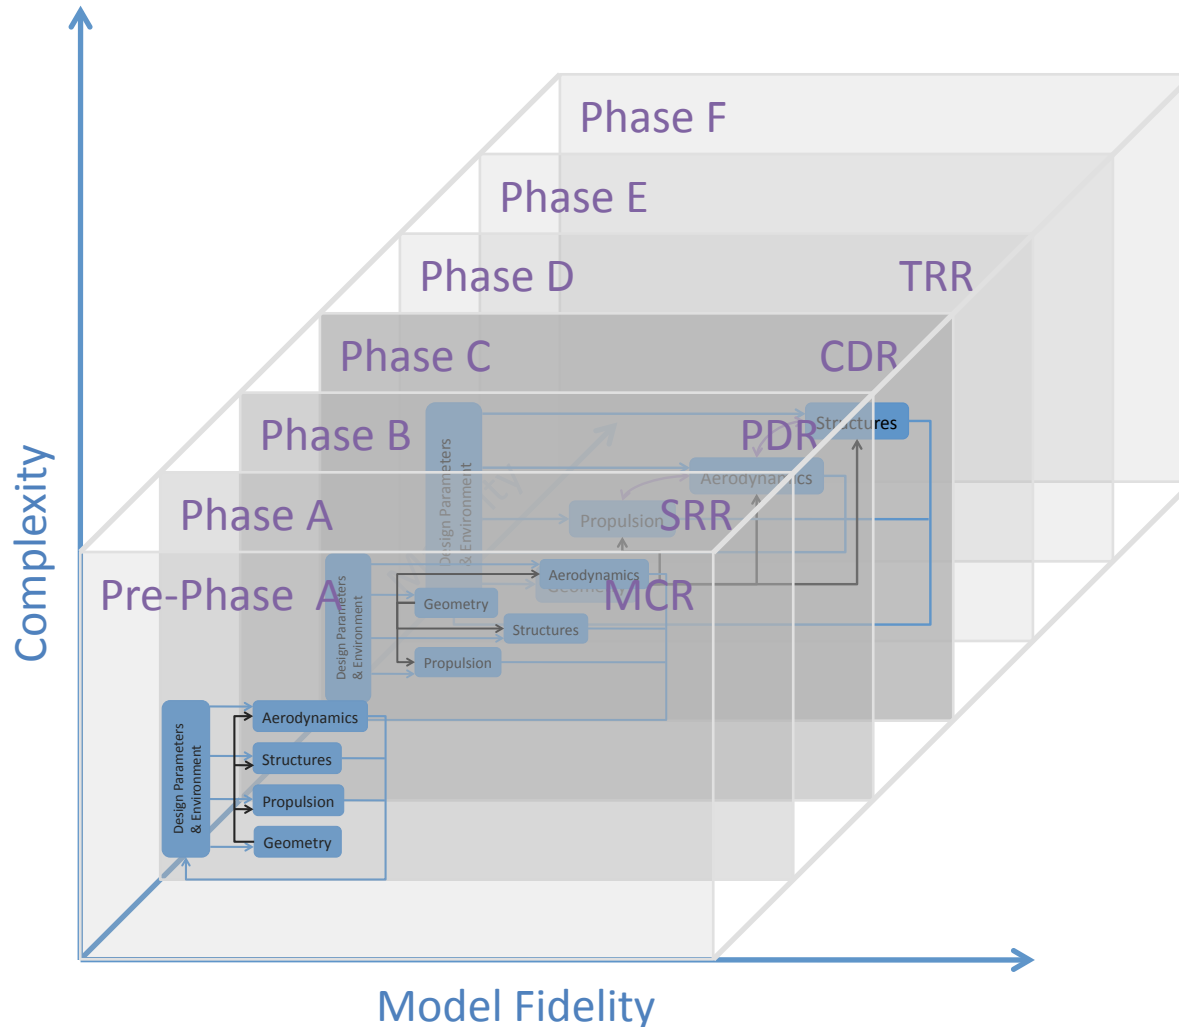 Phase F
Phase E
Phase D
TRR
Phase C
CDR
Phase B
PDR
Structures
Aerodynamics
Propulsion
Design Parameters
& Environment
Phase A
SRR
Pre-Phase A
MCR
Aerodynamics
Geometry
Geometry
Structures
Propulsion
Design Parameters
& Environment
Aerodynamics
Structures
Propulsion
Geometry
Design Parameters
& Environment
Complexity
Model Fidelity